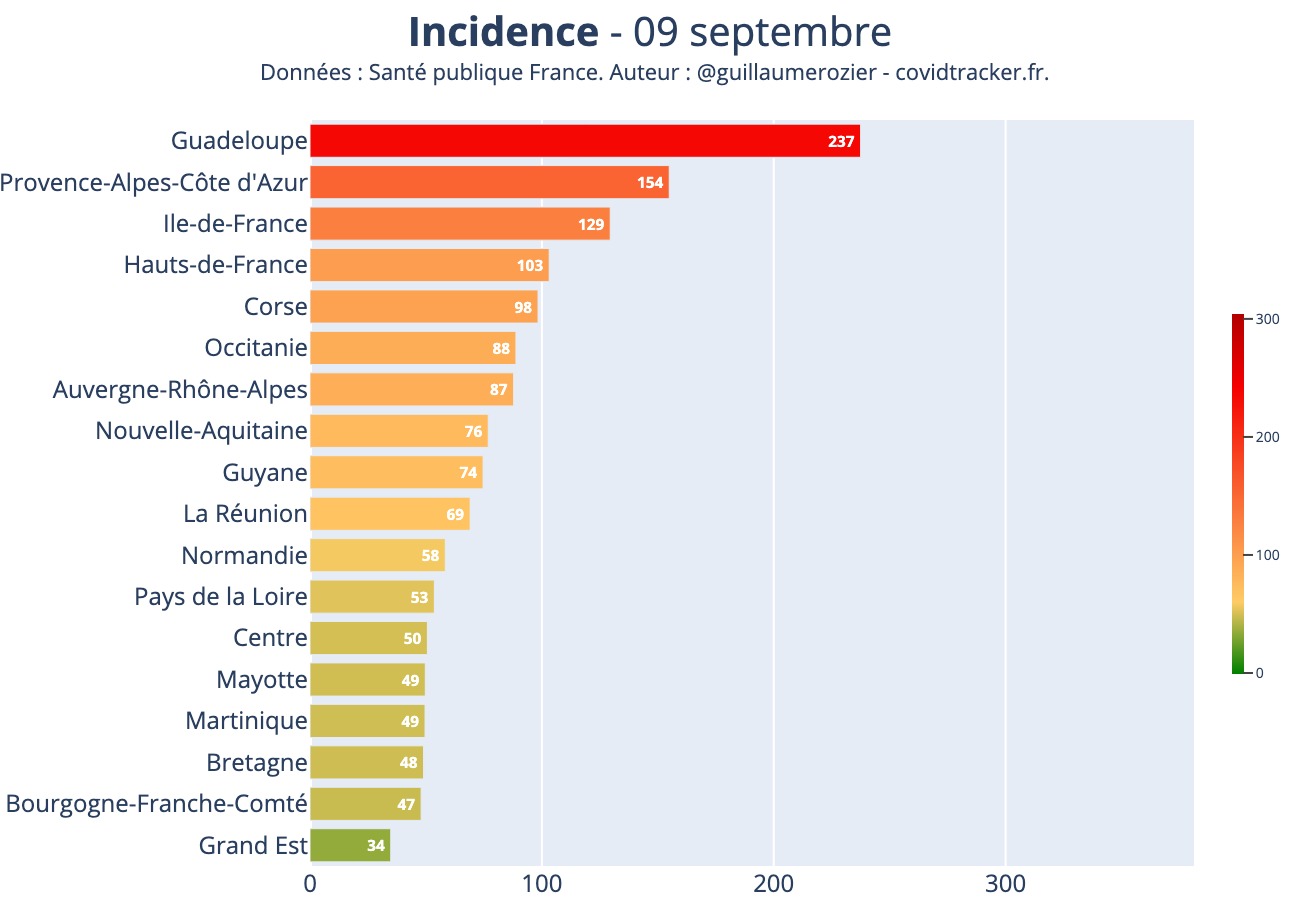 Incidence - 09 septembre
Données : Santé publique France. Auteur : @guillaumerozier - covidtracker.fr.
Guadeloupe 237
Provence-Alpes-Côte d'Azur 154
Ile-de-France 129
Hauts-de-France 103
Corse 98
Occitanie 88
Auvergne-Rhône-Alpes 87
Nouvelle-Aquitaine 76
Guyane 74
La Réunion 69
Normandie 58
Pays de la Loire 53
Centre 50
Mayotte 49
Martinique 49
Bretagne 48
Bourgogne-Franche-Comté 47
Grand Est 34
0 100 200 300
300
200
100
0